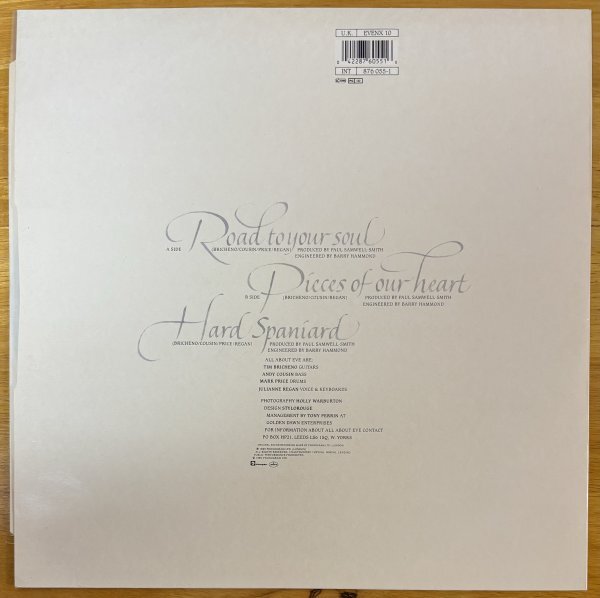 U.K. EVENX 10
0 42287 60551 0
INT 876 055-1
Road to your soul
A SIDE (BRICHENO/COUSIN/PRICE/REGAN) PRODUCED BY PAUL SAMWELL-SMITH
ENGINEERED BY BARRY HAMMOND
Pieces of our heart
B SIDE (BRICHENO/COUSIN/REGAN) PRODUCED BY PAUL SAMWELL-SMITH
ENGINEERED BY BARRY HAMMOND
Hard Spaniard
(BRICHENO/COUSIN/PRICE/REGAN) PRODUCED BY PAUL SAMWELL-SMITH
ENGINEERED BY BARRY HAMMOND
ALL ABOUT EVE ARE:
TIM BRICHENO GUITARS
ANDY COUSIN BASS
MARK PRICE DRUMS
JULIANNE REGAN VOICE & KEYBOARDS
PHOTOGRAPHY HOLLY WARBURTON
DESIGN STYLOROUGE
MANAGEMENT BY TONY PERRIN AT
GOLDEN DAWN ENTERPRISES
FOR INFORMATION ABOUT ALL ABOUT EVE CONTACT
PO BOX HP21, LEEDS LS6 1SQ, W. YORKS